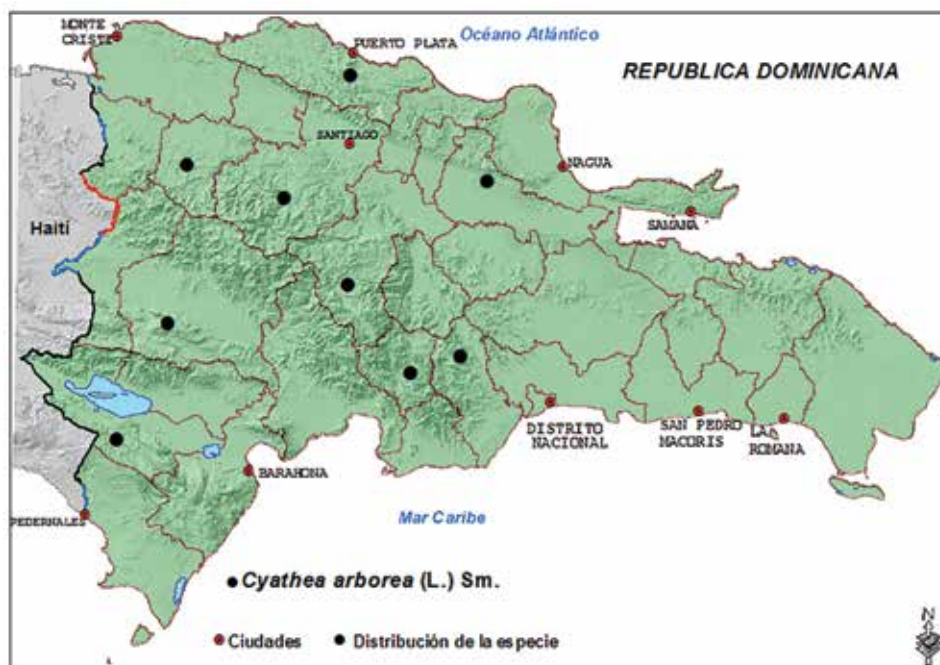 MONTE
CRISTI
Océano Atlántico
PUERTO PLATA
REPUBLICA DOMINICANA
SANTIAGO
NAGUA
SAMANA
Haití
DISTRITO
NACIONAL
SAN PEDRO
MACORIS
LA
ROMANA
BARAHONA
PEDERNALES
Mar Caribe
Cyathea arborea (L.) Sm.
Ciudades
Distribución de la especie
N